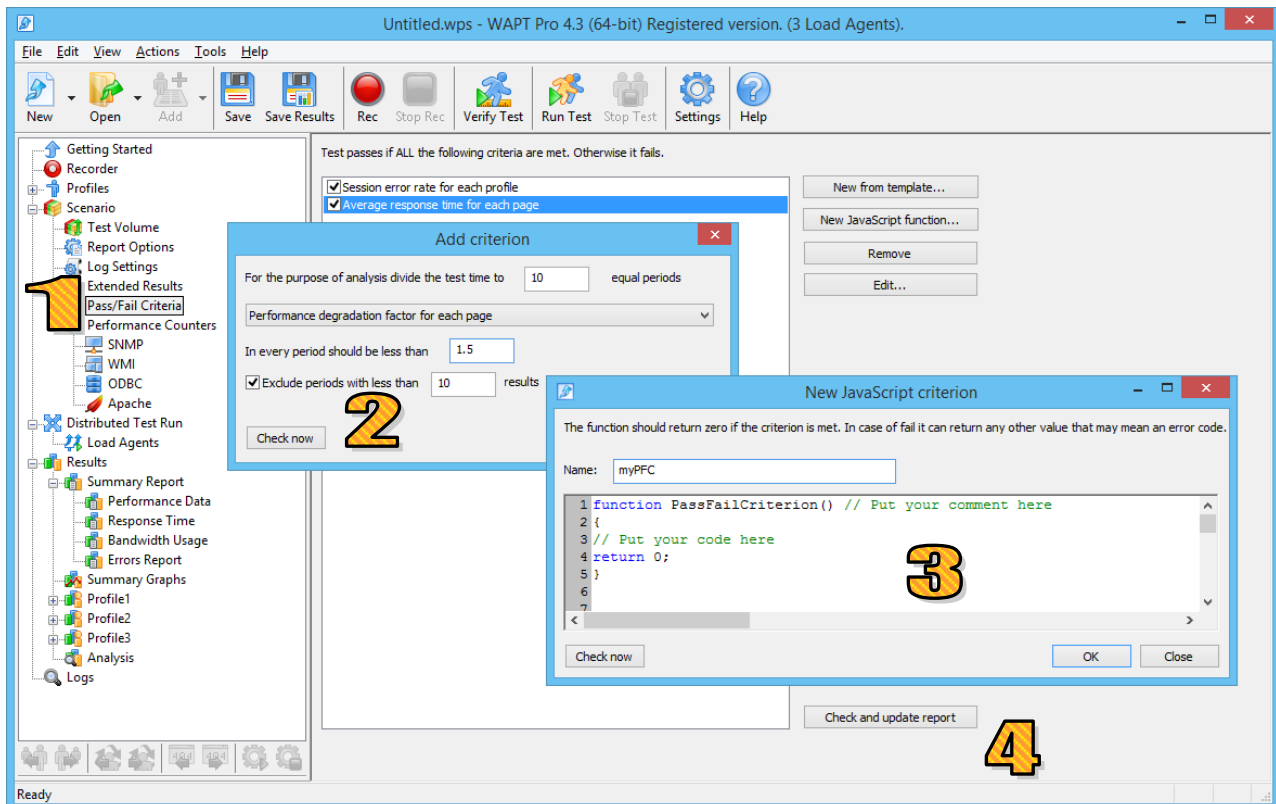 Untitled.wps - WAPT Pro 4.3 (64-bit) Registered version. (3 Load Agents).
File Edit View Actions Tools Help
New Open Add Save Save Results Rec Stop Rec Verify Test Run Test Stop Test Settings Help
Getting Started
Recorder
Profiles
Scenario
Test Volume
Report Options
Log Settings
Extended Results
Pass/Fail Criteria
Performance Counters
SNMP
WMI
ODBC
Apache
Distributed Test Run
Load Agents
Results
Summary Report
Performance Data
Response Time
Bandwidth Usage
Errors Report
Summary Graphs
Profile1
Profile2
Profile3
Analysis
Logs
1
Test passes if ALL the following criteria are met. Otherwise it fails.
Session error rate for each profile
Average response time for each page
New from template...
New JavaScript function...
Remove
Edit...
Add criterion
For the purpose of analysis divide the test time to 10 equal periods
Performance degradation factor for each page
In every period should be less than 1.5
Exclude periods with less than 10 results
Check now
2
New JavaScript criterion
The function should return zero if the criterion is met. In case of fail it can return any other value that may mean an error code.
Name: myPFC
1 function PassFailCriterion() // Put your comment here
2 {
3 // Put your code here
4 return 0;
5 }
6
7
3
Check now OK Close
Check and update report
4
484 484
Ready